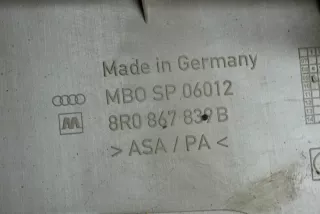 Made in Germany
MBO SP 06012
8R0 867 839 B
> ASA / PA <